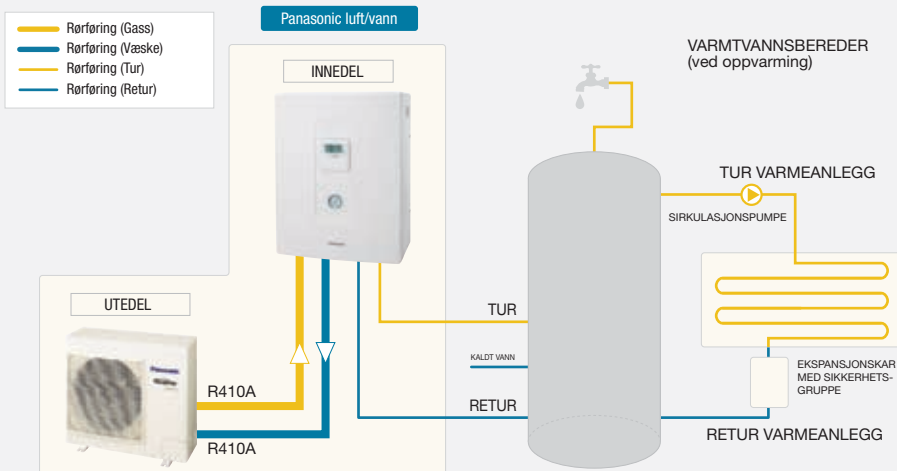 Panasonic luft/vann
Rørføring (Gass)
Rørføring (Væske)
Rørføring (Tur)
Rørføring (Retur)
INNEDEL
VARMTVANNSBEREDER
(ved oppvarming)
TUR VARMEANLEGG
SIRKULASJONSPUMPE
UTEDEL
Panasonic
TUR
KALDT VANN
EKSPANSJONSKAR
MED SIKKERHETS-
GRUPPE
R410A
RETUR
RETUR VARMEANLEGG
R410A